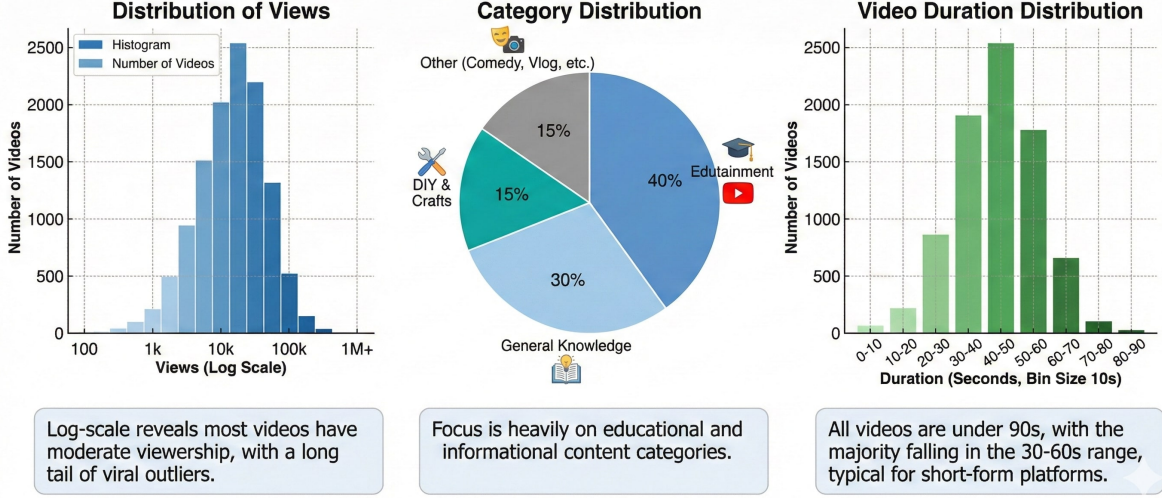 Distribution of Views
Histogram
Number of Videos
2500
2000
1500
1000
500
0
Number of Videos
100 1k 10k 100k 1M+
Views (Log Scale)
Log-scale reveals most videos have
moderate viewership, with a long
tail of viral outliers.
Category Distribution
Other (Comedy, Vlog, etc.)
15%
40%
Edutainment
DIY &
Crafts
15%
30%
General Knowledge
Focus is heavily on educational and
informational content categories.
Video Duration Distribution
2500
2000
1500
1000
500
0
Number of Videos
0-10 10-20 20-30 30-40 40-50 50-60 60-70 70-80 80-90
Duration (Seconds, Bin Size 10s)
All videos are under 90s, with the
majority falling in the 30-60s range,
typical for short-form platforms.